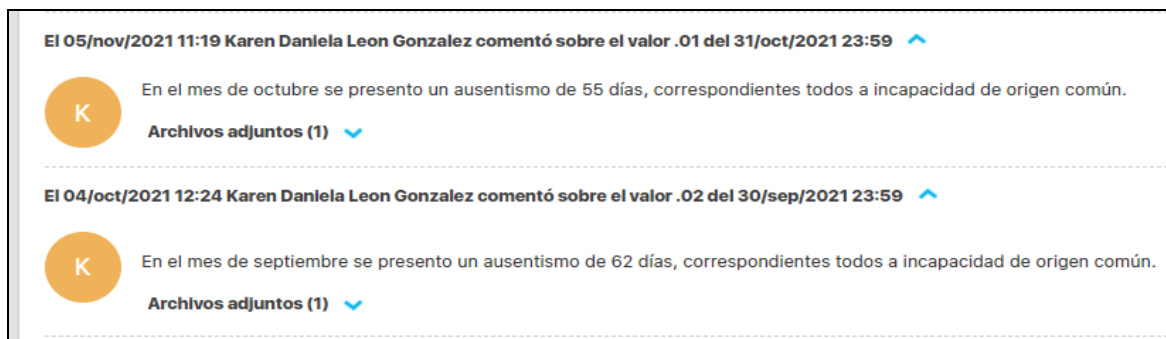 El 05/nov/2021 11:19 Karen Daniela Leon Gonzalez comentó sobre el valor .01 del 31/oct/2021 23:59
K
En el mes de octubre se presento un ausentismo de 55 días, correspondientes todos a incapacidad de origen común.
Archivos adjuntos (1)
El 04/oct/2021 12:24 Karen Daniela Leon Gonzalez comentó sobre el valor .02 del 30/sep/2021 23:59
K
En el mes de septiembre se presento un ausentismo de 62 días, correspondientes todos a incapacidad de origen común.
Archivos adjuntos (1)